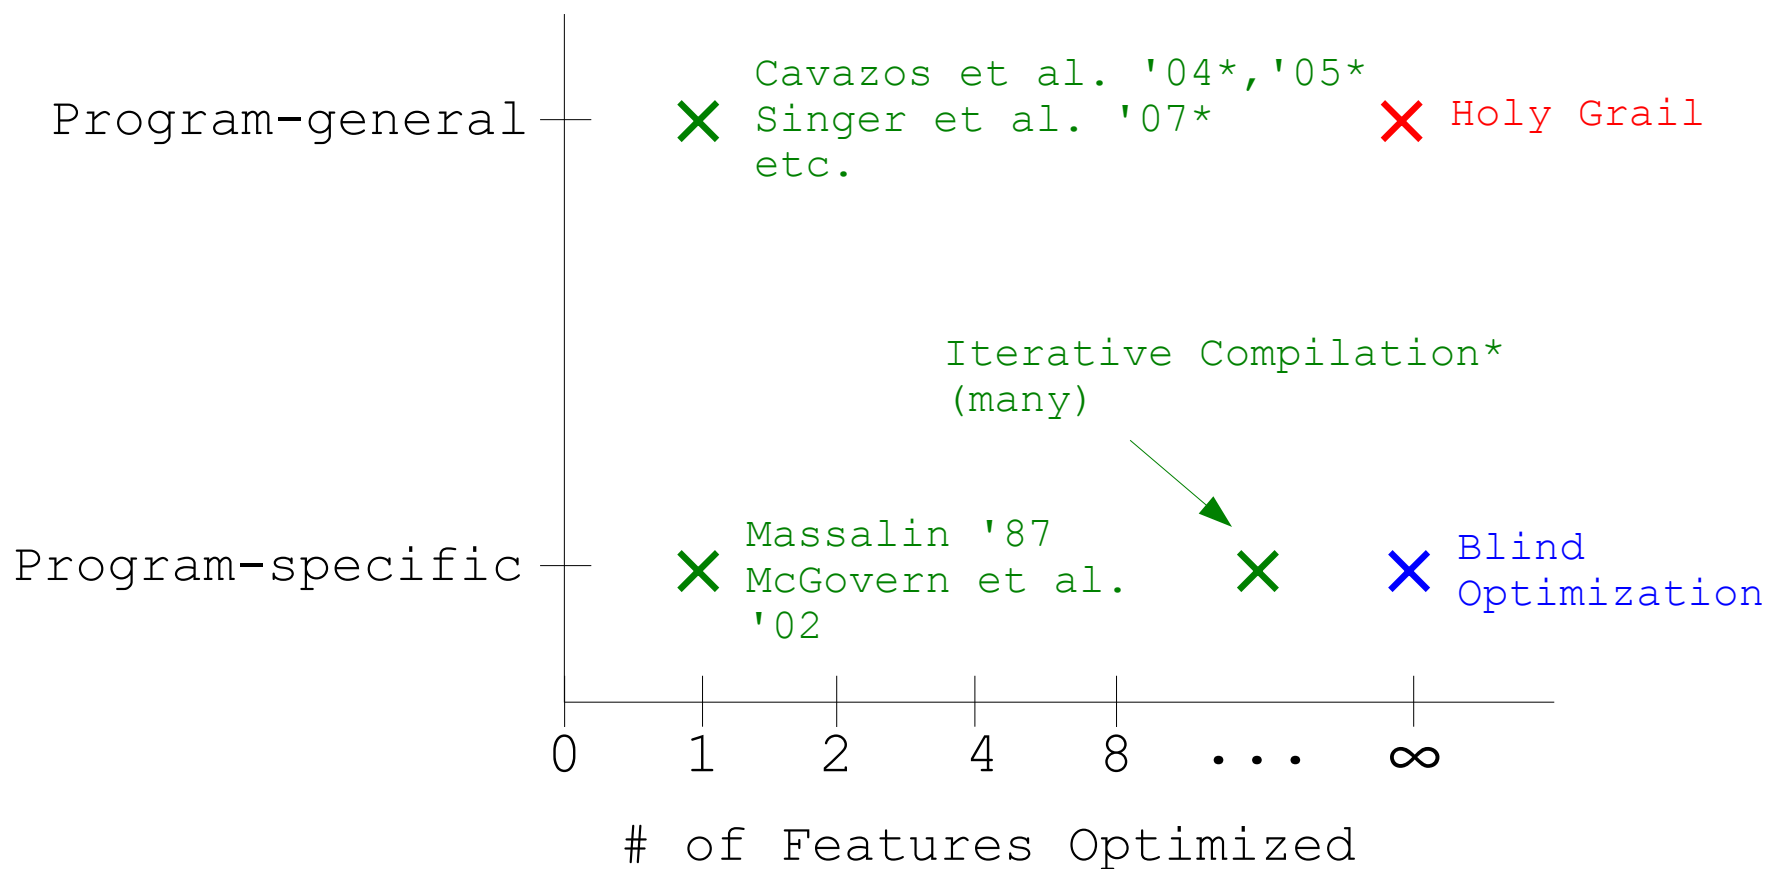 Cavazos et al. '04*,'05*
Program-general
Singer et al. '07*
etc.
Holy Grail
Iterative Compilation*
(many)
Program-specific
Massalin '87
McGovern et al.
'02
Blind
Optimization
0 1 2 4 8 ... ∞
# of Features Optimized